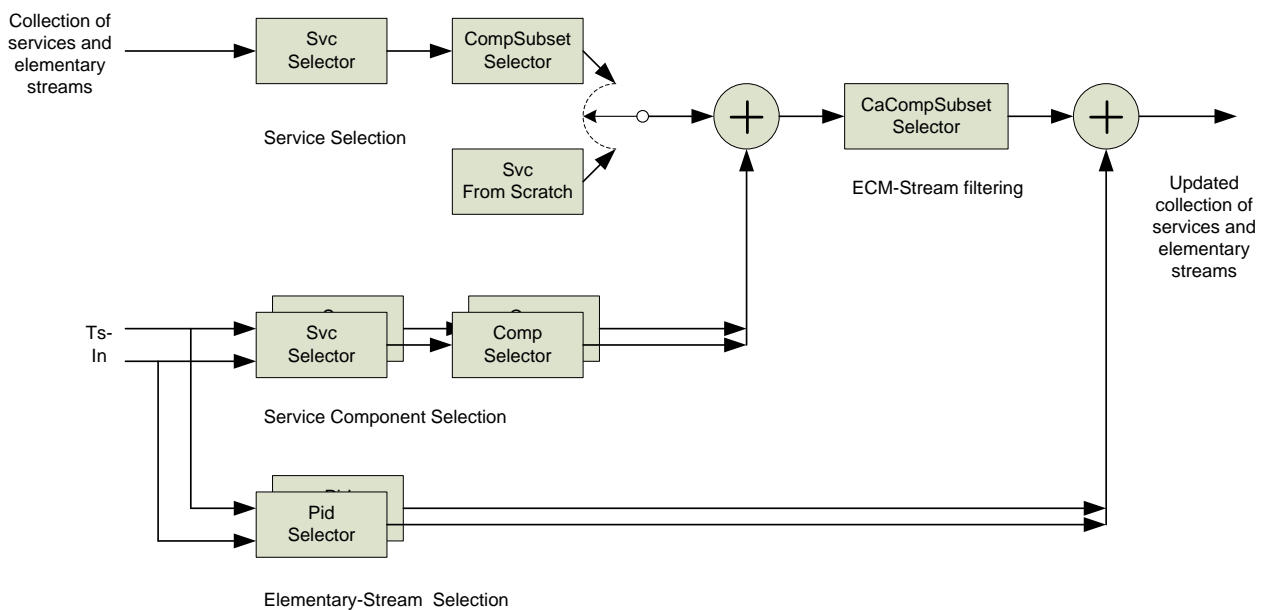 Collection of
services and
elementary
streams
Svc
Selector
CompSubset
Selector
Service Selection
Svc
From Scratch
CaCompSubset
Selector
ECM-Stream filtering
Updated
collection of
services and
elementary
streams
Ts-
In
Svc
Selector
Comp
Selector
Service Component Selection
Pid
Selector
Elementary-Stream Selection